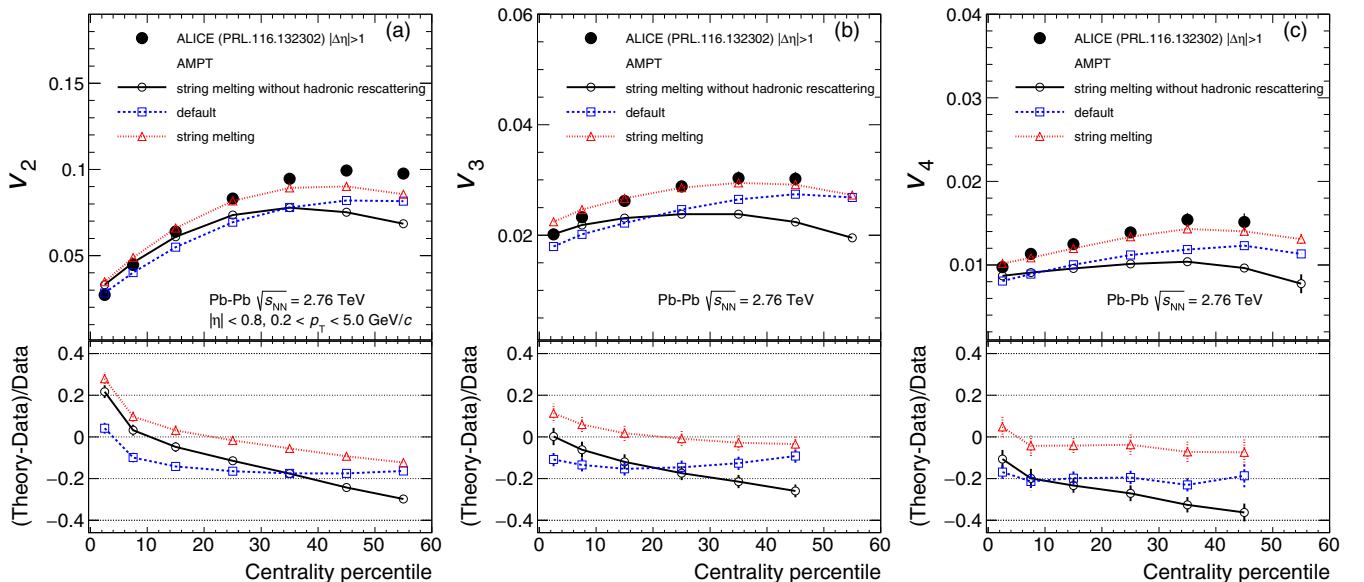 (a)
ALICE (PRL.116.132302) |Δη|>1
AMPT
string melting without hadronic rescattering
default
string melting
v2
0.15
0.1
0.05
Pb-Pb √sNN = 2.76 TeV
|η| < 0.8, 0.2 < pT < 5.0 GeV/c
(Theory-Data)/Data
0.4
0.2
0
−0.2
−0.4
0 10 20 30 40 50 60
Centrality percentile
(b)
ALICE (PRL.116.132302) |Δη|>1
AMPT
string melting without hadronic rescattering
default
string melting
v3
0.06
0.04
0.02
Pb-Pb √sNN = 2.76 TeV
(Theory-Data)/Data
0.4
0.2
0
−0.2
−0.4
0 10 20 30 40 50 60
Centrality percentile
(c)
ALICE (PRL.116.132302) |Δη|>1
AMPT
string melting without hadronic rescattering
default
string melting
v4
0.04
0.03
0.02
0.01
Pb-Pb √sNN = 2.76 TeV
(Theory-Data)/Data
0.4
0.2
0
−0.2
−0.4
0 10 20 30 40 50 60
Centrality percentile